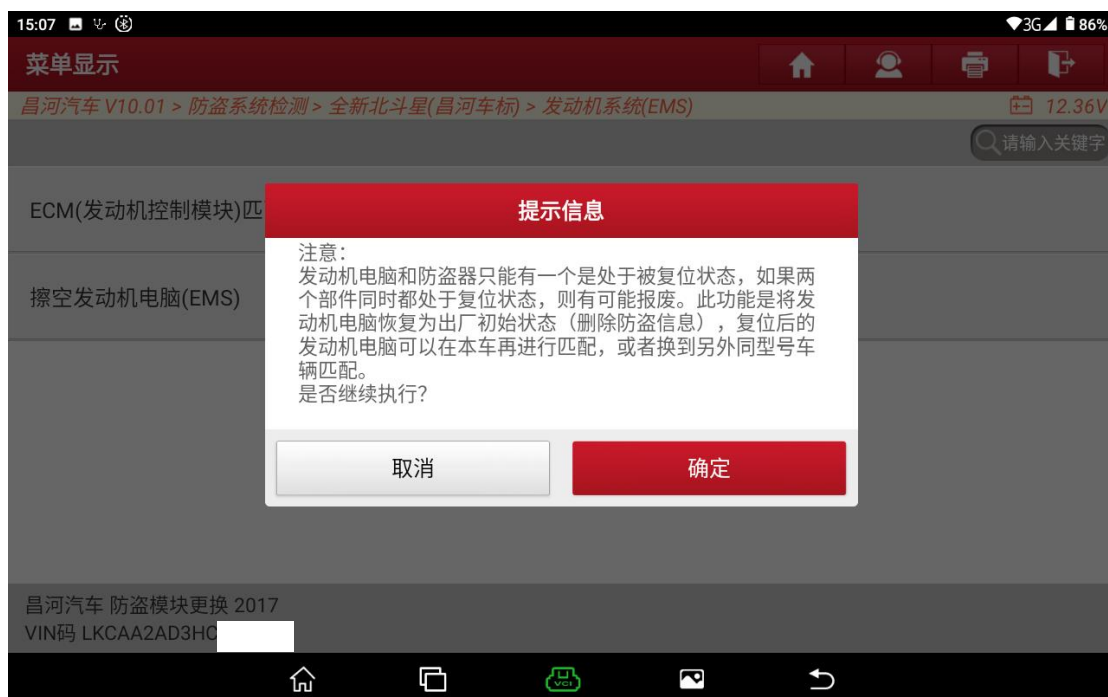 15:07
3G 86%
菜单显示
昌河汽车 V10.01 > 防盗系统检测 > 全新北斗星(昌河车标) > 发动机系统(EMS)
12.36V
请输入关键字
ECM(发动机控制模块)匹
提示信息
注意：
发动机电脑和防盗器只能有一个是处于被复位状态，如果两
个部件同时都处于复位状态，则有可能报废。此功能是将发
动机电脑恢复为出厂初始状态（删除防盗信息），复位后的
发动机电脑可以在本车再进行匹配，或者换到另外同型号车
辆匹配。
是否继续执行？
擦空发动机电脑(EMS)
取消
确定
昌河汽车 防盗模块更换 2017
VIN码 LKCAA2AD3HC
VCI